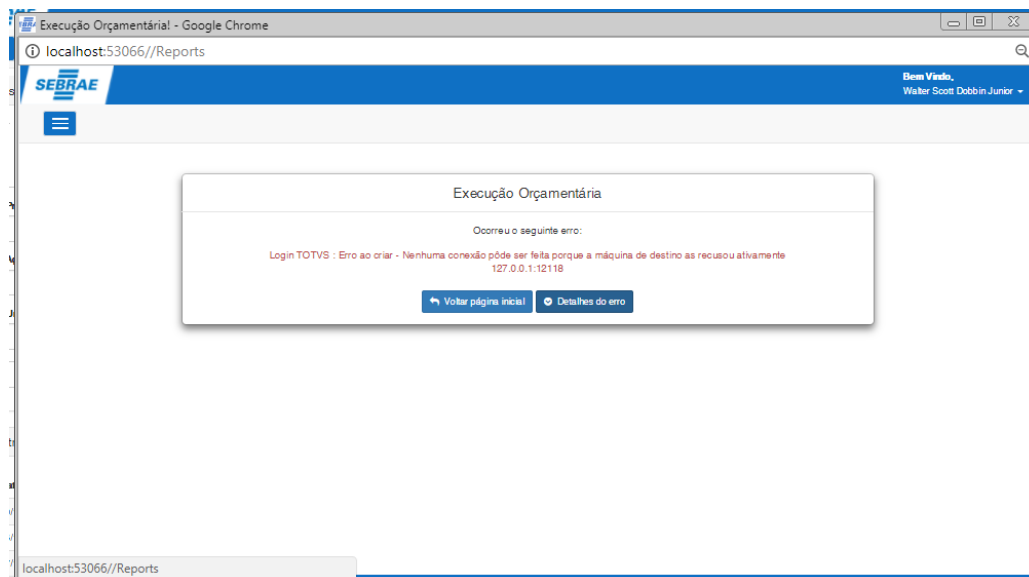 Execução Orçamentária! - Google Chrome
localhost:53066//Reports
SEBRAE
Bem Vindo,
Walter Scott Dobbin Junior
Execução Orçamentária
Ocorreu o seguinte erro:
Login TOTVS : Erro ao criar - Nenhuma conexão pôde ser feita porque a máquina de destino as recusou ativamente
127.0.0.1:12118
Voltar página inicial
Detalhes do erro
localhost:53066//Reports